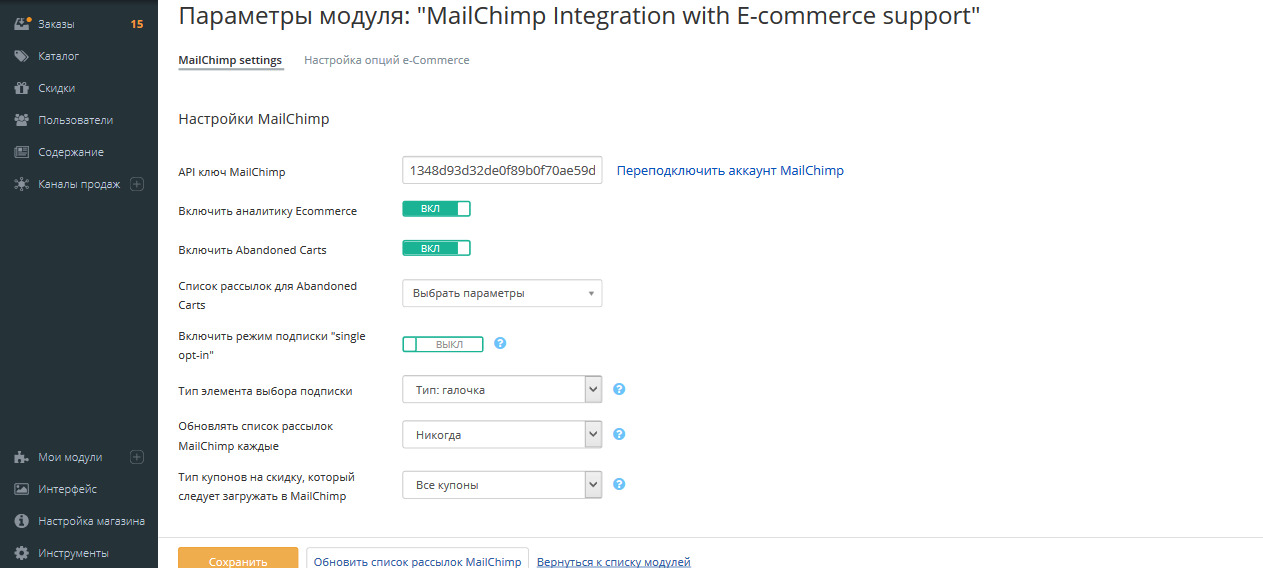 Параметры модуля: "MailChimp Integration with E-commerce support"
Заказы 15
Каталог
Скидки
Пользователи
Содержание
Каналы продаж
Мои модули
Интерфейс
Настройка магазина
Инструменты
MailChimp settings Настройка опций e-Commerce
Настройки MailChimp
API ключ MailChimp 1348d93d32de0f89b0f70ae59d Переподключить аккаунт MailChimp
Включить аналитику Ecommerce ВКЛ
Включить Abandoned Carts ВКЛ
Список рассылок для Abandoned
Carts
Выбрать параметры
Включить режим подписки "single
opt-in"
ВЫКЛ ?
Тип элемента выбора подписки Тип: галочка ?
Обновлять список рассылок
MailChimp каждые
Никогда ?
Тип купонов на скидку, который
следует загружать в MailChimp
Все купоны ?
Сохранить Обновить список рассылок MailChimp Вернуться к списку модулей